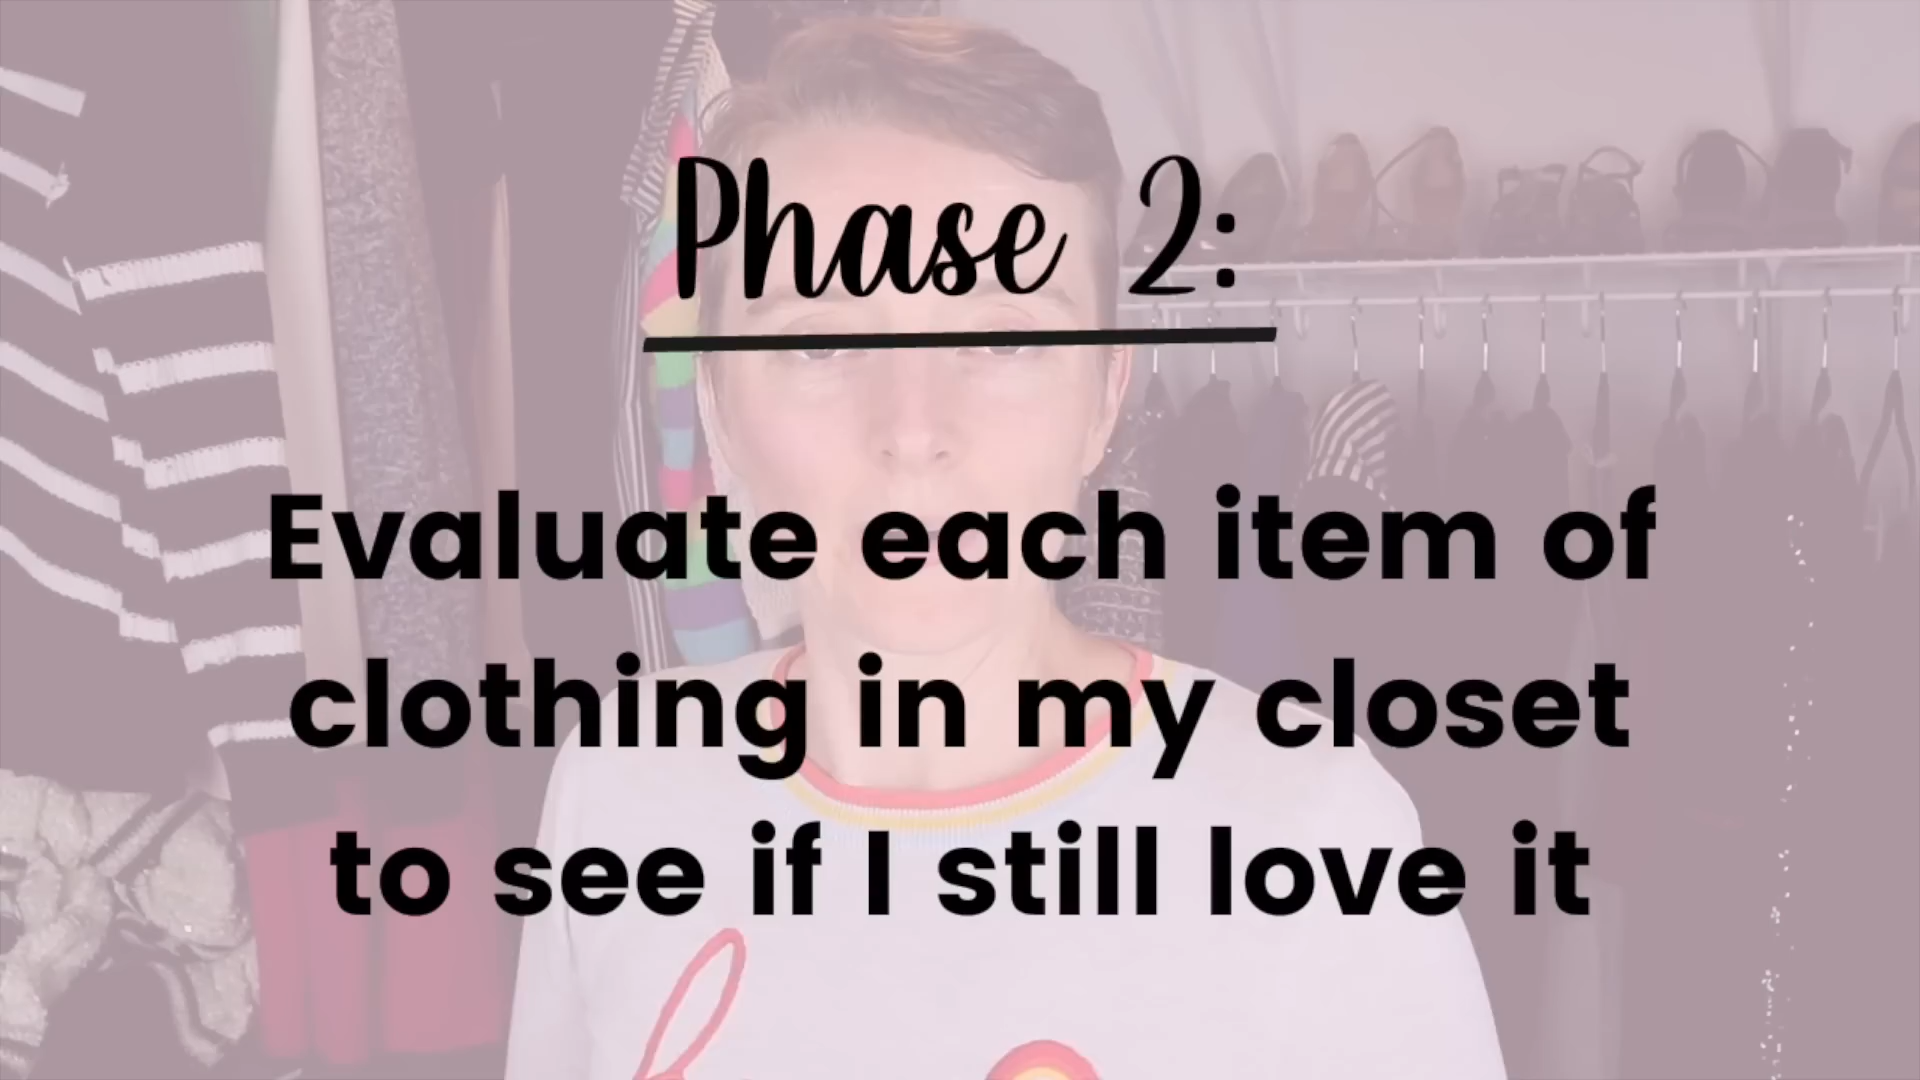 Phase 2:
Evaluate each item of
clothing in my closet
to see if I still love it